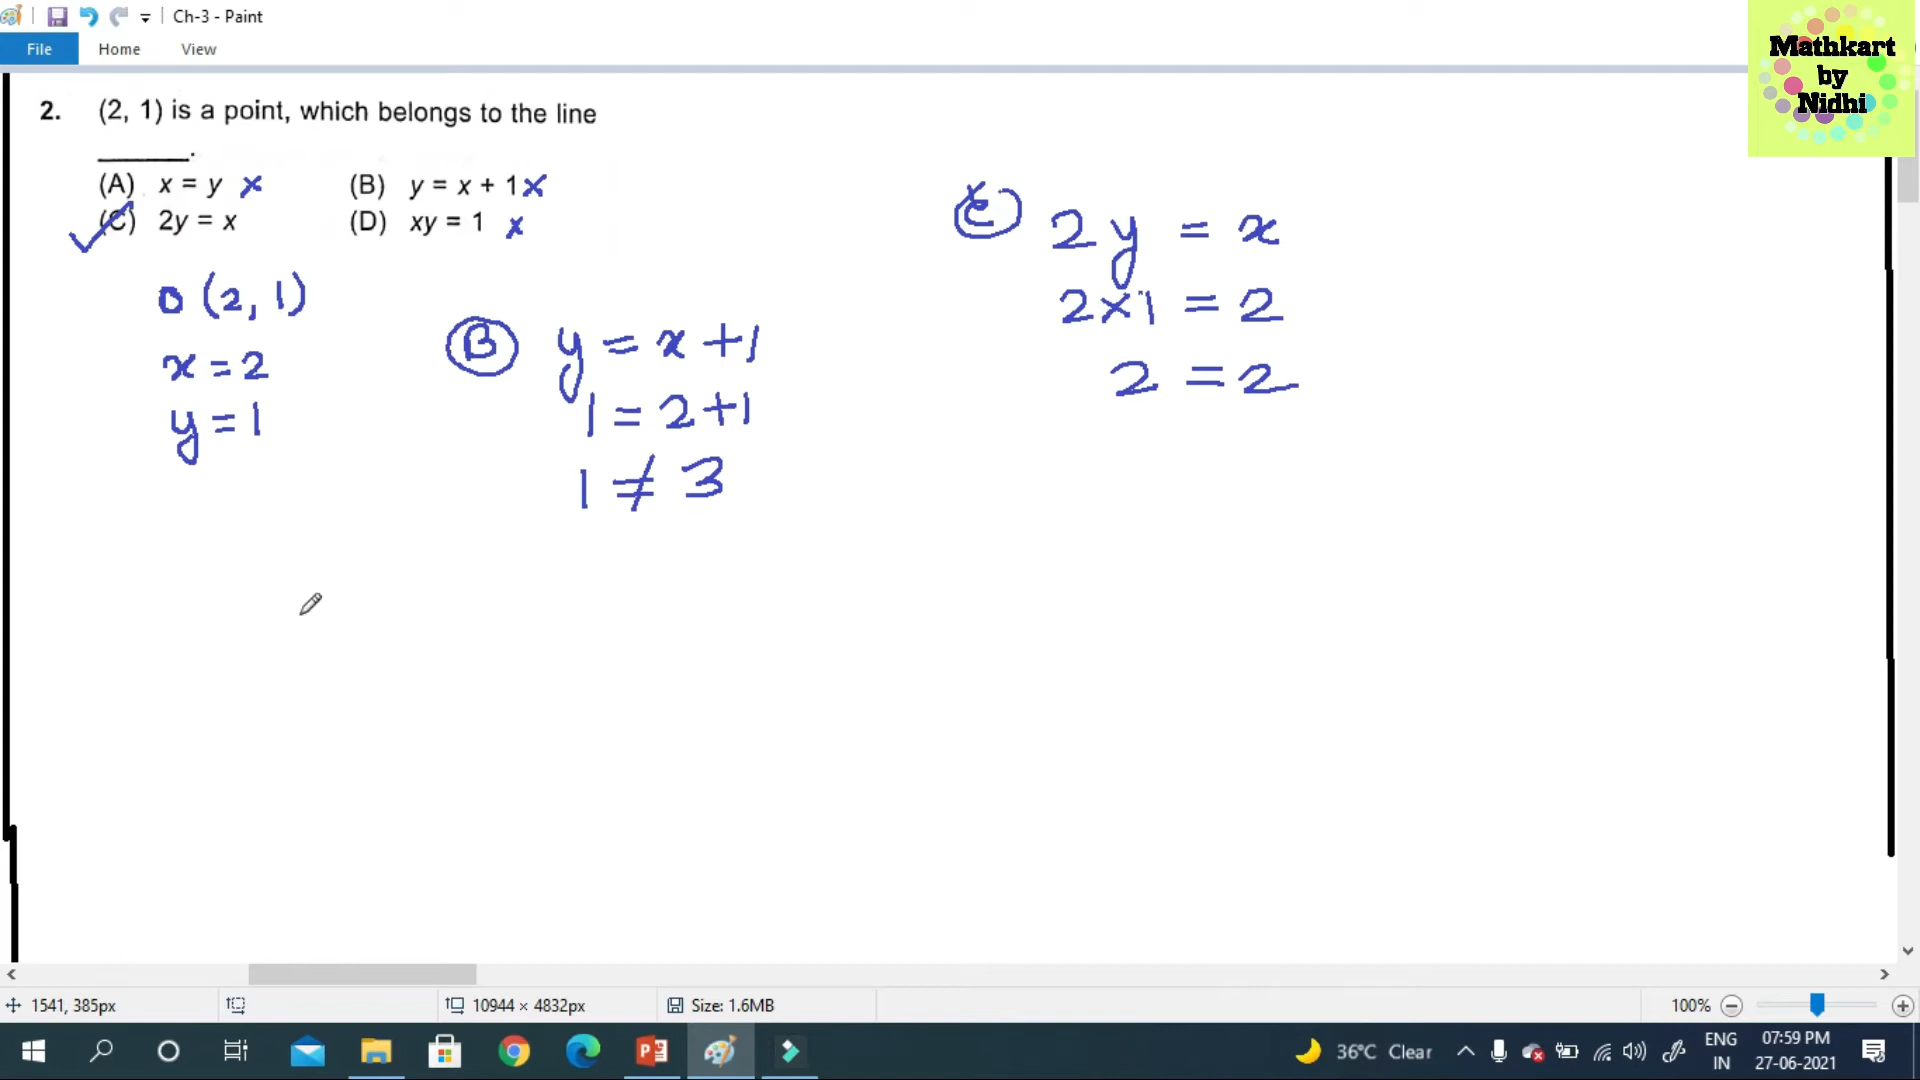 Ch-3 - Paint
File Home View
Mathkart
by
Nidhi
2. (2, 1) is a point, which belongs to the line
______.
(A) x = y x (B) y = x + 1 x
(C) 2y = x (D) xy = 1 x
(2, 1)
x = 2
y = 1
B y = x + 1
1 = 2 + 1
1 ≠ 3
C 2y = x
2 × 1 = 2
2 = 2
1541, 385px 10944 × 4832px Size: 1.6MB 100%
36°C Clear ENG 07:59 PM
IN 27-06-2021